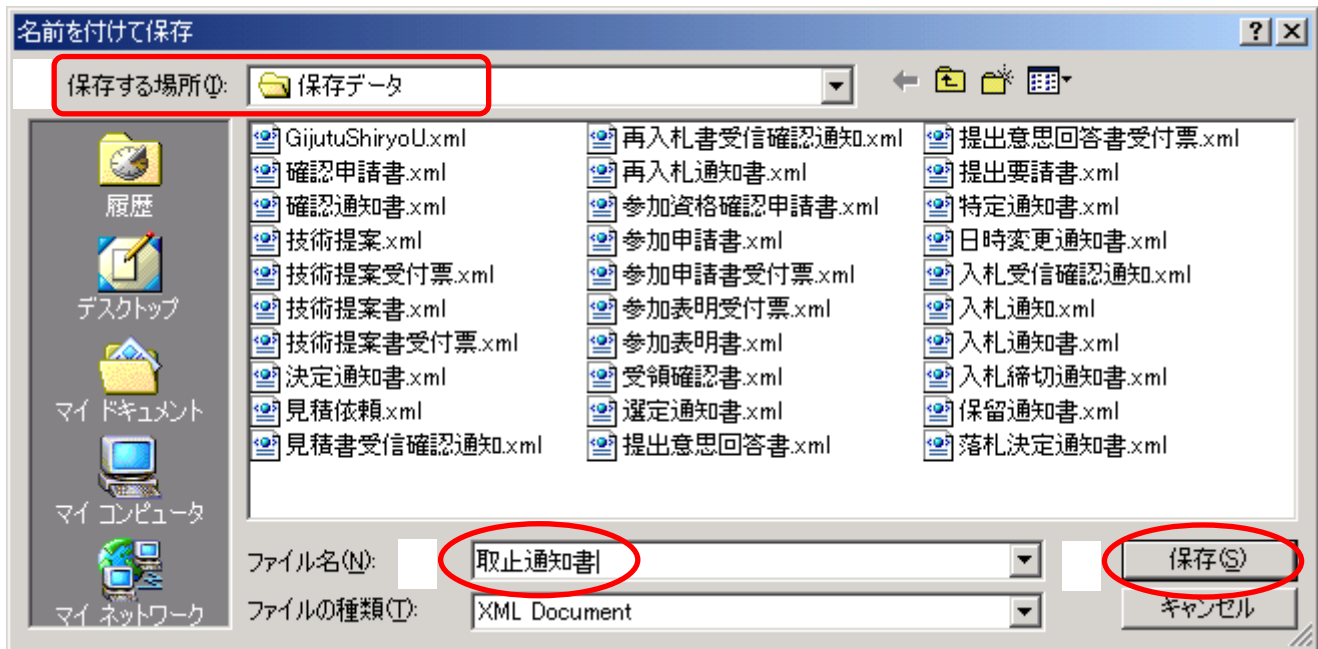 名前を付けて保存
保存する場所(I):
保存データ
履歴
デスクトップ
マイ ドキュメント
マイ コンピュータ
マイ ネットワーク
GijutuShiryoU.xml
確認申請書.xml
確認通知書.xml
技術提案.xml
技術提案受付票.xml
技術提案書.xml
技術提案書受付票.xml
決定通知書.xml
見積依頼.xml
見積書受信確認通知.xml
再入札書受信確認通知.xml
再入札通知書.xml
参加資格確認申請書.xml
参加申請書.xml
参加申請書受付票.xml
参加表明受付票.xml
参加表明書.xml
受領確認書.xml
選定通知書.xml
提出意思回答書.xml
提出意思回答書受付票.xml
提出要請書.xml
特定通知書.xml
日時変更通知書.xml
入札受信確認通知.xml
入札通知.xml
入札通知書.xml
入札締切通知書.xml
保留通知書.xml
落札決定通知書.xml
ファイル名(N):
取止通知書
保存(S)
ファイルの種類(T):
XML Document
キャンセル